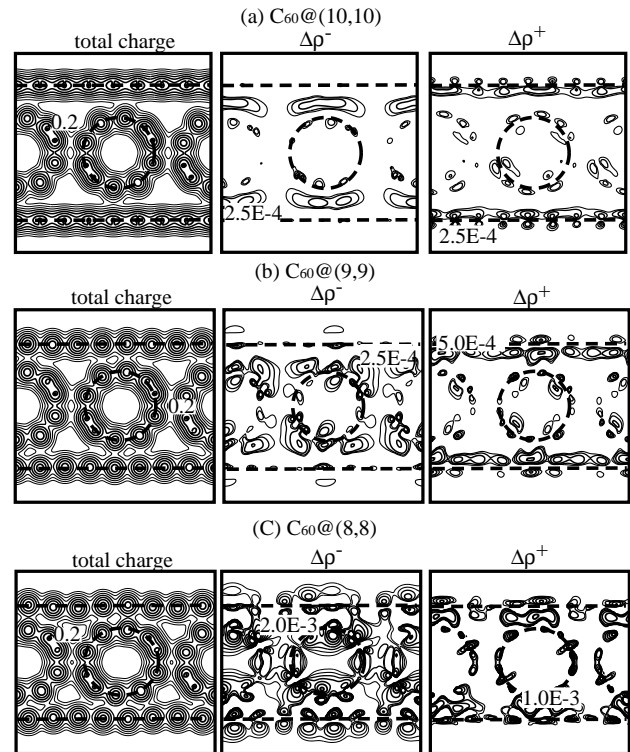 (a) C₆₀@(10,10)
total charge Δρ⁻ Δρ⁺
0.2
2.5E-4
2.5E-4
(b) C₆₀@(9,9)
total charge Δρ⁻ Δρ⁺
2.5E-4 5.0E-4
0.2
(C) C₆₀@(8,8)
total charge Δρ⁻ Δρ⁺
0.2 2.0E-3
1.0E-3